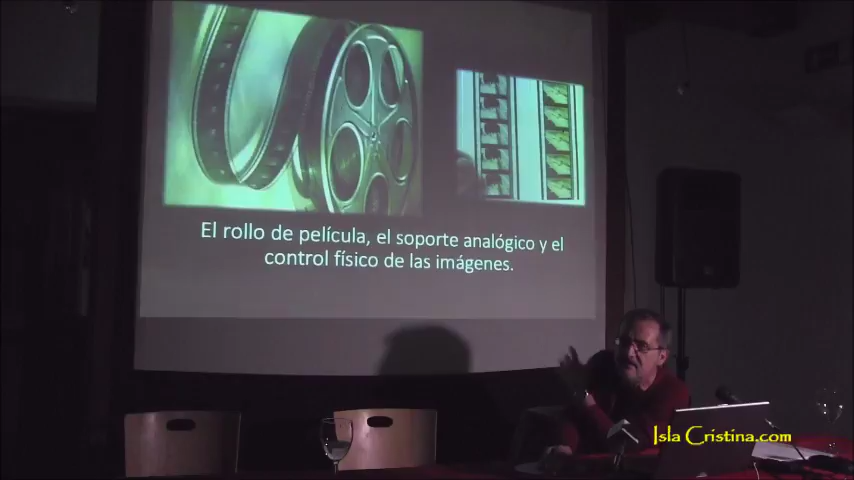 El rollo de película, el soporte analógico y el
control físico de las imágenes.
Isla Cristina.com